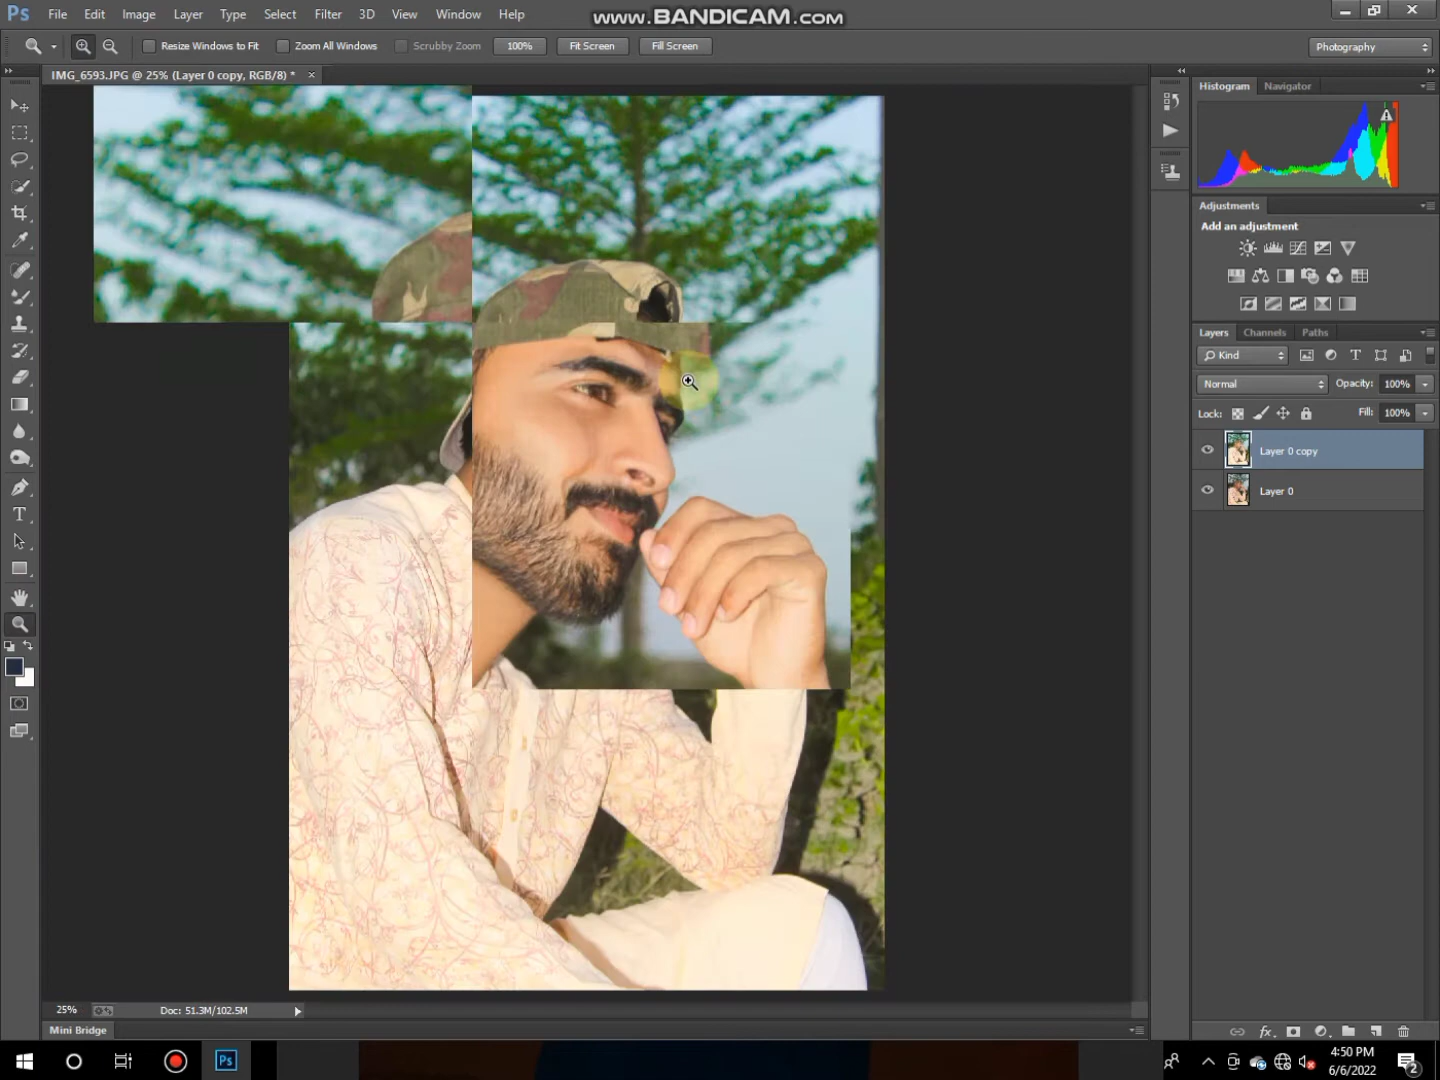 Ps File Edit Image Layer Type Select Filter 3D View Window Help
www.BANDICAM.com
Resize Windows to Fit Zoom All Windows Scrubby Zoom 100% Fit Screen Fill Screen Photography
IMG_6593.JPG @ 25% (Layer 0 copy, RGB/8) *
Histogram Navigator
Adjustments
Add an adjustment
Layers Channels Paths
Kind
Normal Opacity: 100%
Lock: Fill: 100%
Layer 0 copy
Layer 0
25% Doc: 51.3M/102.5M
Mini Bridge
fx
Ps
4:50 PM
6/6/2022
2